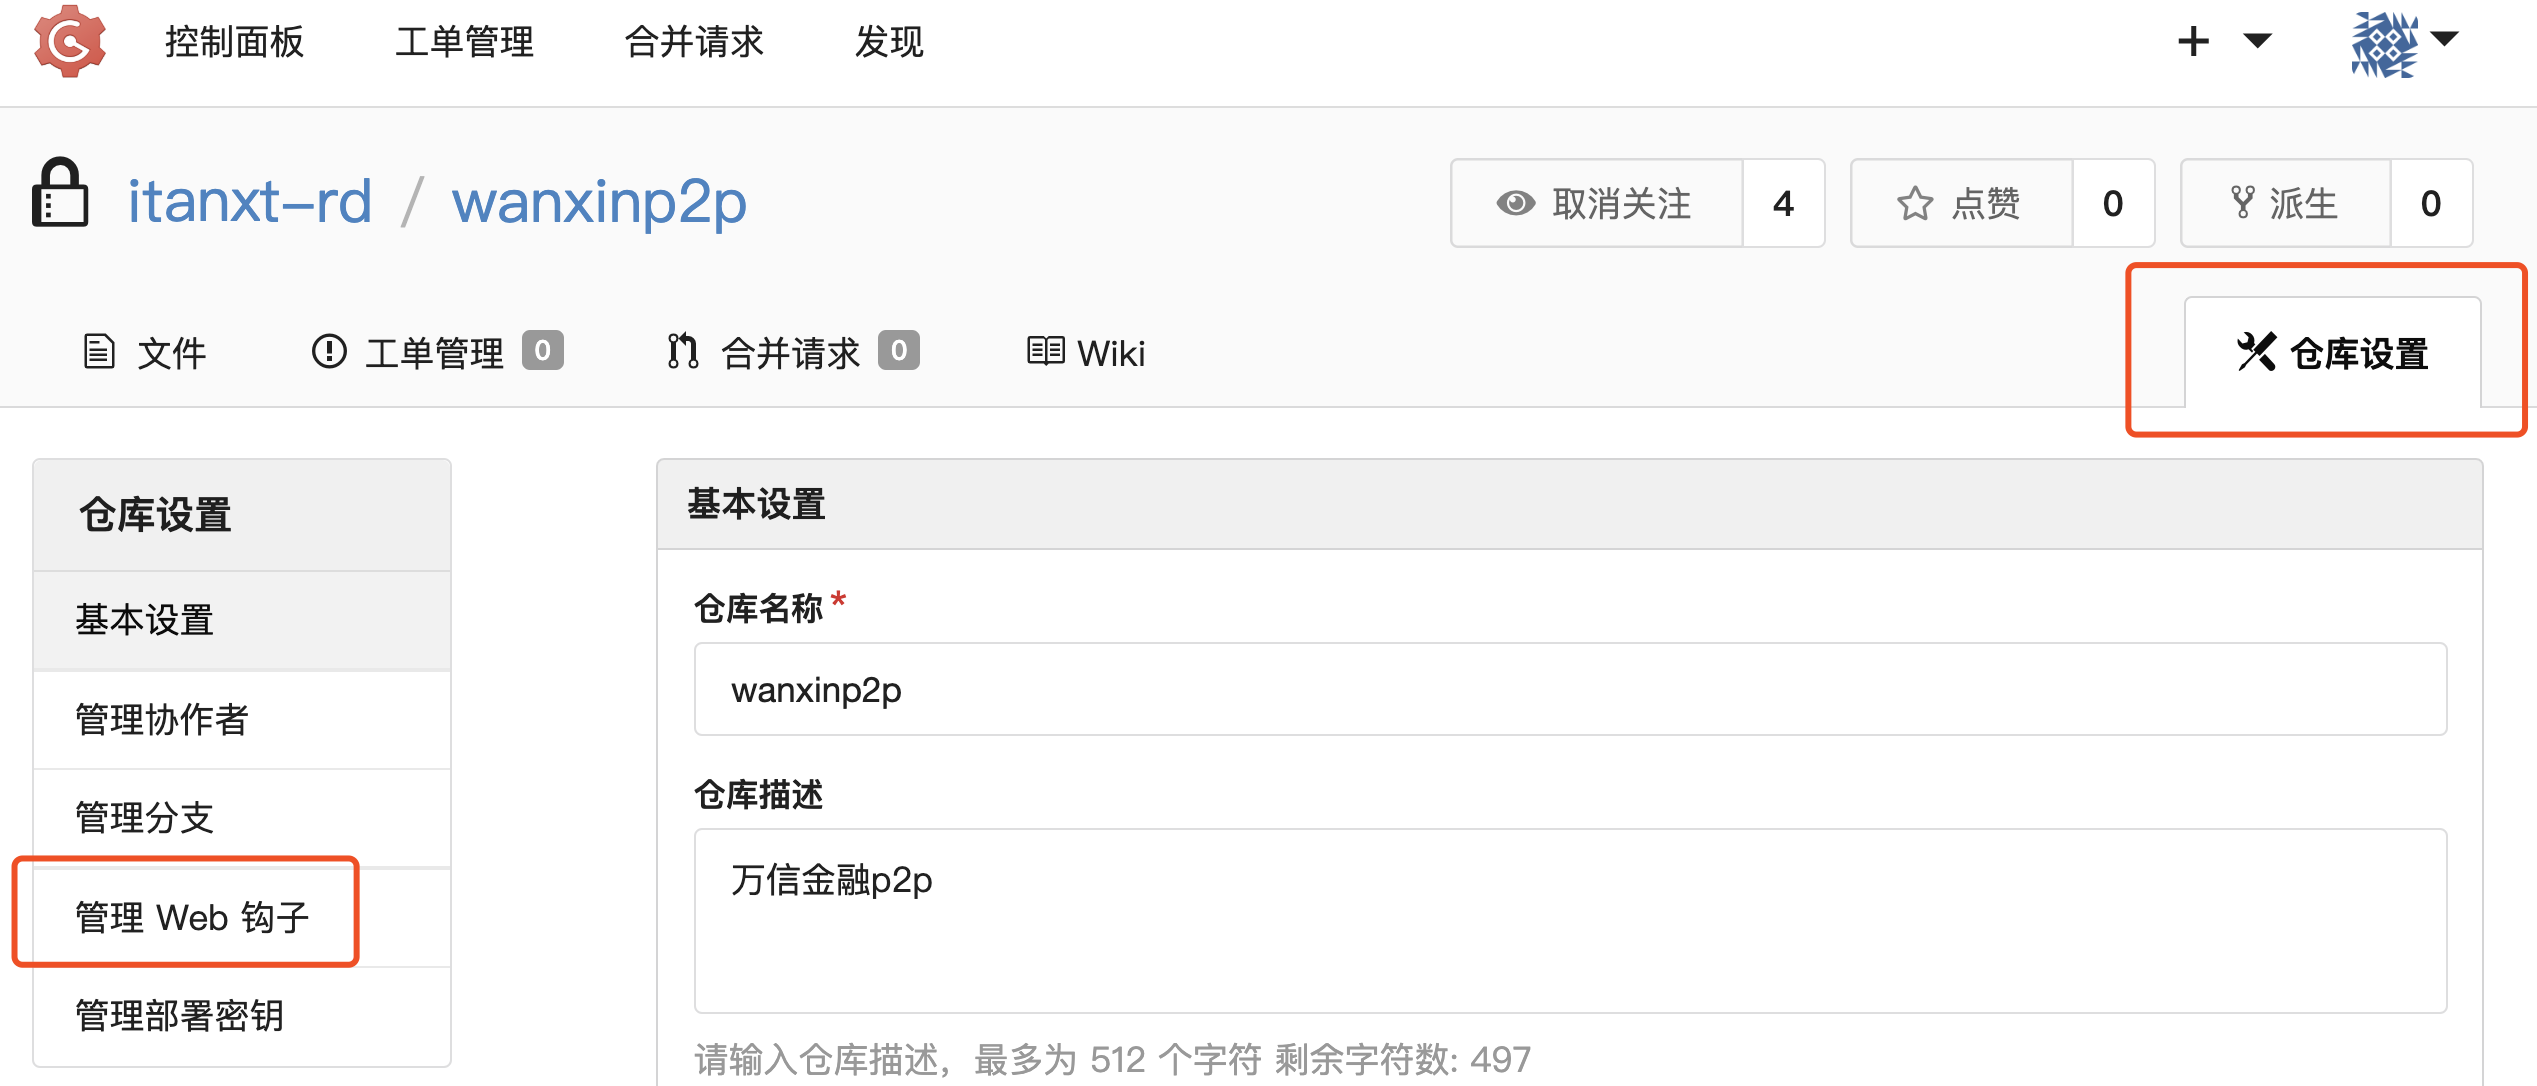 控制面板 工单管理 合并请求 发现
itanxt-rd / wanxinp2p 取消关注 4 点赞 0 派生 0
文件 工单管理 0 合并请求 0 Wiki 仓库设置
仓库设置
基本设置
管理协作者
管理分支
管理 Web 钩子
管理部署密钥
基本设置
仓库名称*
wanxinp2p
仓库描述
万信金融p2p
请输入仓库描述，最多为 512 个字符 剩余字符数: 497